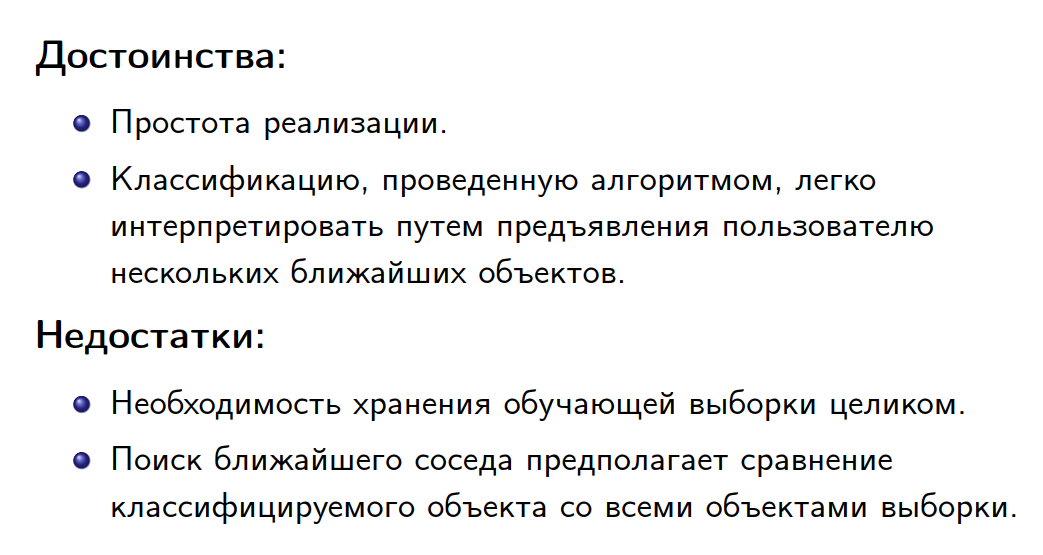 Достоинства:
Простота реализации.
Классификацию, проведенную алгоритмом, легко
интерпретировать путем предъявления пользователю
нескольких ближайших объектов.
Недостатки:
Необходимость хранения обучающей выборки целиком.
Поиск ближайшего соседа предполагает сравнение
классифицируемого объекта со всеми объектами выборки.